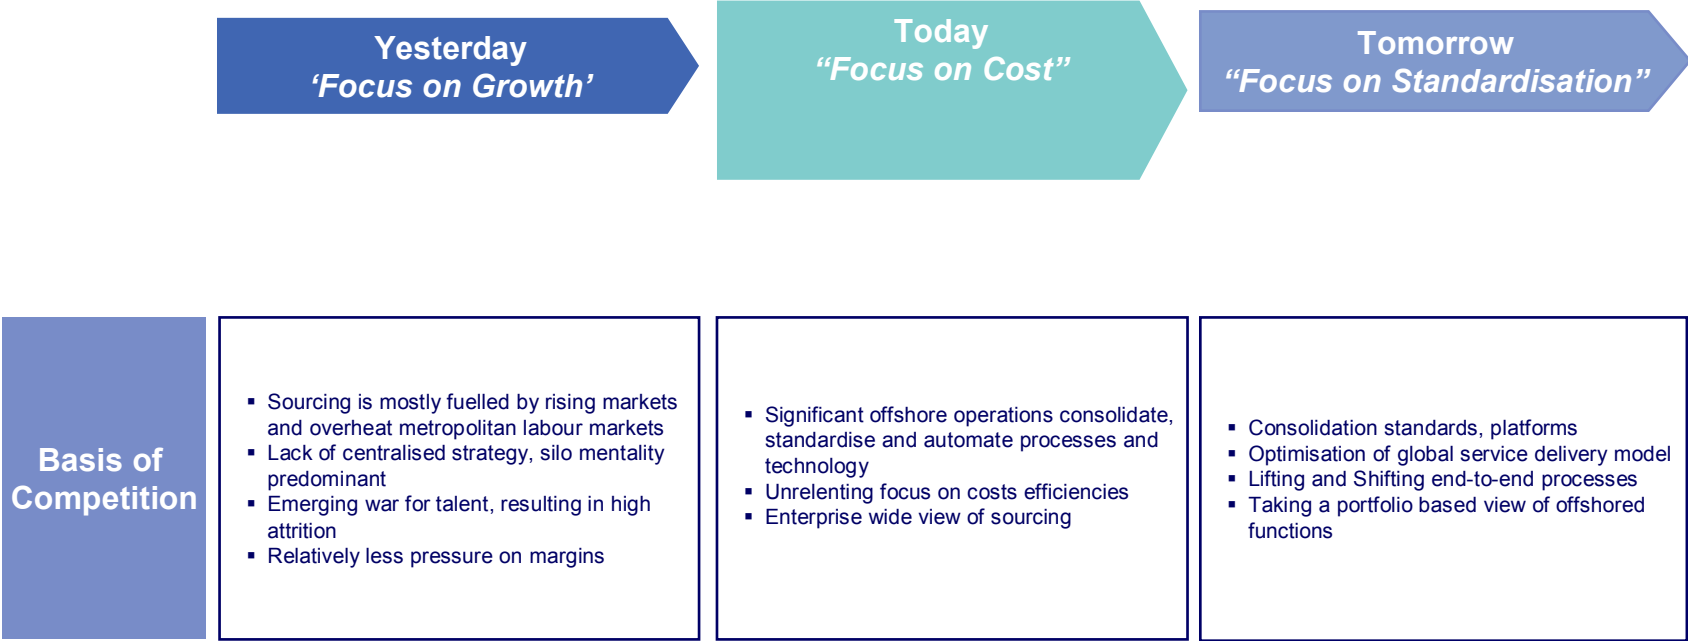 Yesterday
‘Focus on Growth’
Today
“Focus on Cost”
Tomorrow
“Focus on Standardisation”
Basis of
Competition
▪ Sourcing is mostly fuelled by rising markets
and overheat metropolitan labour markets
▪ Lack of centralised strategy, silo mentality
predominant
▪ Emerging war for talent, resulting in high
attrition
▪ Relatively less pressure on margins
▪ Significant offshore operations consolidate,
standardise and automate processes and
technology
▪ Unrelenting focus on costs efficiencies
▪ Enterprise wide view of sourcing
▪ Consolidation standards, platforms
▪ Optimisation of global service delivery model
▪ Lifting and Shifting end-to-end processes
▪ Taking a portfolio based view of offshored
functions